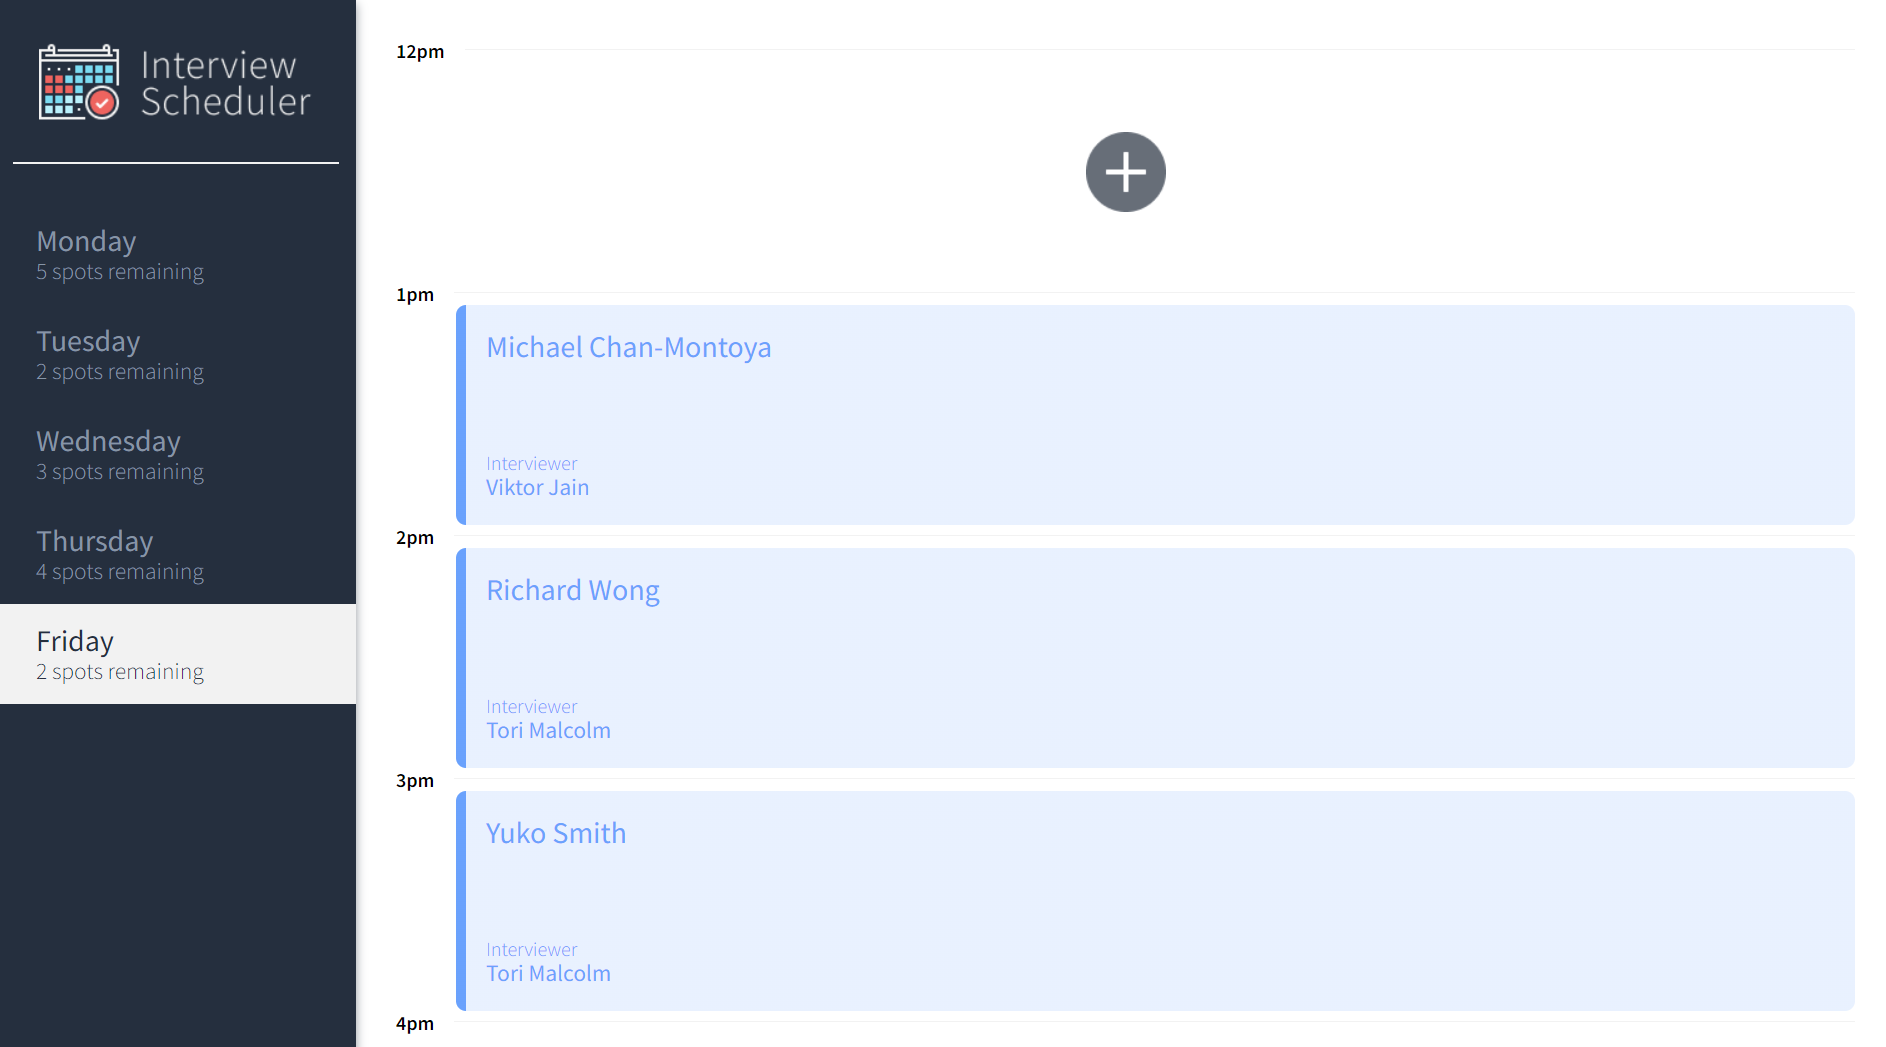 Interview
Scheduler
Monday
5 spots remaining
Tuesday
2 spots remaining
Wednesday
3 spots remaining
Thursday
4 spots remaining
Friday
2 spots remaining
12pm
1pm
Michael Chan-Montoya
Interviewer
Viktor Jain
2pm
Richard Wong
Interviewer
Tori Malcolm
3pm
Yuko Smith
Interviewer
Tori Malcolm
4pm